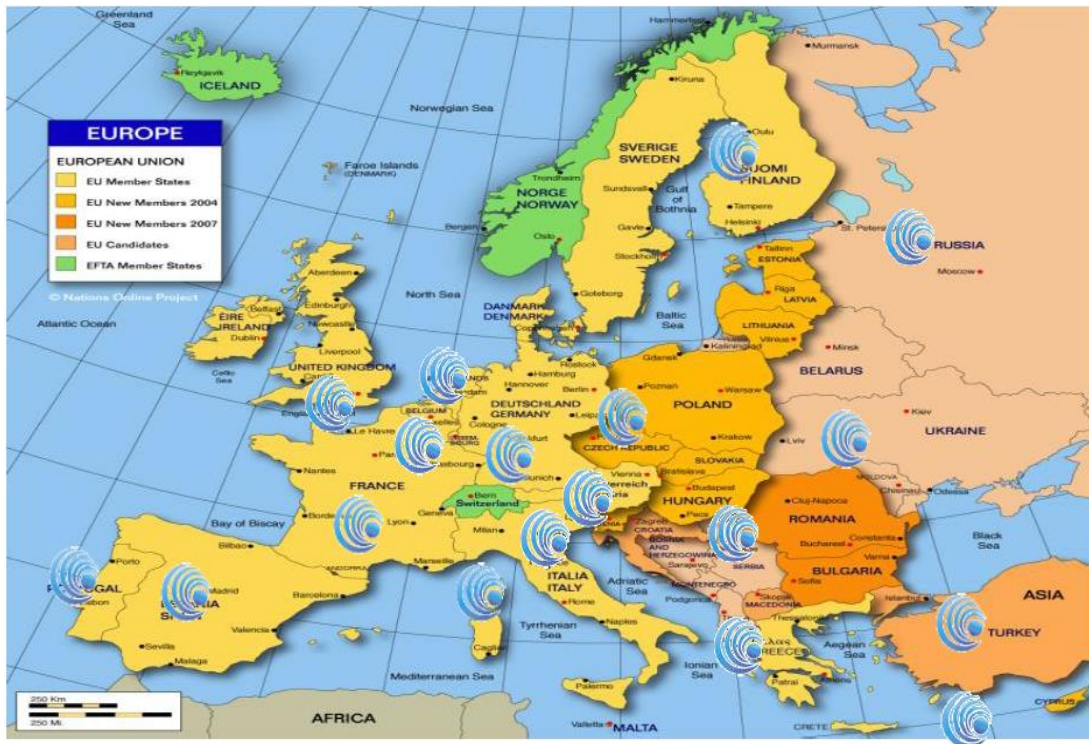 Greenland
Sea
Hammerfest
Murmansk
Reykjavik
ICELAND
Kiruna
Norwegian Sea
EUROPE
EUROPEAN UNION
EU Member States
EU New Members 2004
EU New Members 2007
EU Candidates
EFTA Member States
© Nations Online Project
Faroe Islands
(DENMARK)
Oulu
SVERIGE
SWEDEN
SUOMI
FINLAND
Trondheim
NORGE
NORWAY
Sundsvall
Gulf
of
Bothnia
Tampere
Helsinki
Bergen
Oslo
Gavle
Stockholm
St. Peters
RUSSIA
Moscow
Tallinn
ESTONIA
Aberdeen
North Sea
Goteborg
Riga
LATVIA
Atlantic Ocean
Edinburgh
DANMARK
DENMARK
Baltic
Sea
LITHUANIA
Vilnius
Belfast
Newcastle
EIRE
IRELAND
Dublin
Copenhagen
Kaliningrad
Minsk
Liverpool
Celtic
Sea
UNITED KINGDOM
Rostock
Gdansk
BELARUS
Hamburg
Hannover
Berlin
Poznan
Warsaw
DEUTSCHLAND
GERMANY
POLAND
BELGIUM
Cologne
Kiev
Le Havre
Krakow
Lviv
UKRAINE
CZECH REPUBLIC
SLOVAKIA
Nantes
Vienna
Bratislava
MOLDOVA
Chisinau
Odessa
FRANCE
Bern
Switzerland
Budapest
HUNGARY
Cluj-Napoca
Pecs
Geneva
Lyon
ROMANIA
Bay of Biscay
Milan
Zagreb
CROATIA
BOSNIA
AND
HERZEGOVINA
Bucharest
Constanta
Black
Sea
Bilbao
Marseille
SERBIA
Varna
Porto
ANDORRA
Sarajevo
BULGARIA
ITALIA
ITALY
Adriatic
Sea
MONTENEGRO
Sofia
Madrid
Barcelona
Rome
Podgorica
Skopje
MACEDONIA
Istanbul
ASIA
Valencia
Tyrrhenian
Sea
Naples
TURKEY
Sevilla
Malaga
Cagliari
Ionian
Sea
GREECE
Aegean
Sea
Mediterranean Sea
Palermo
Patrai
CYPRUS
250 Km
250 Mi.
AFRICA
Valletta
MALTA
CRETE